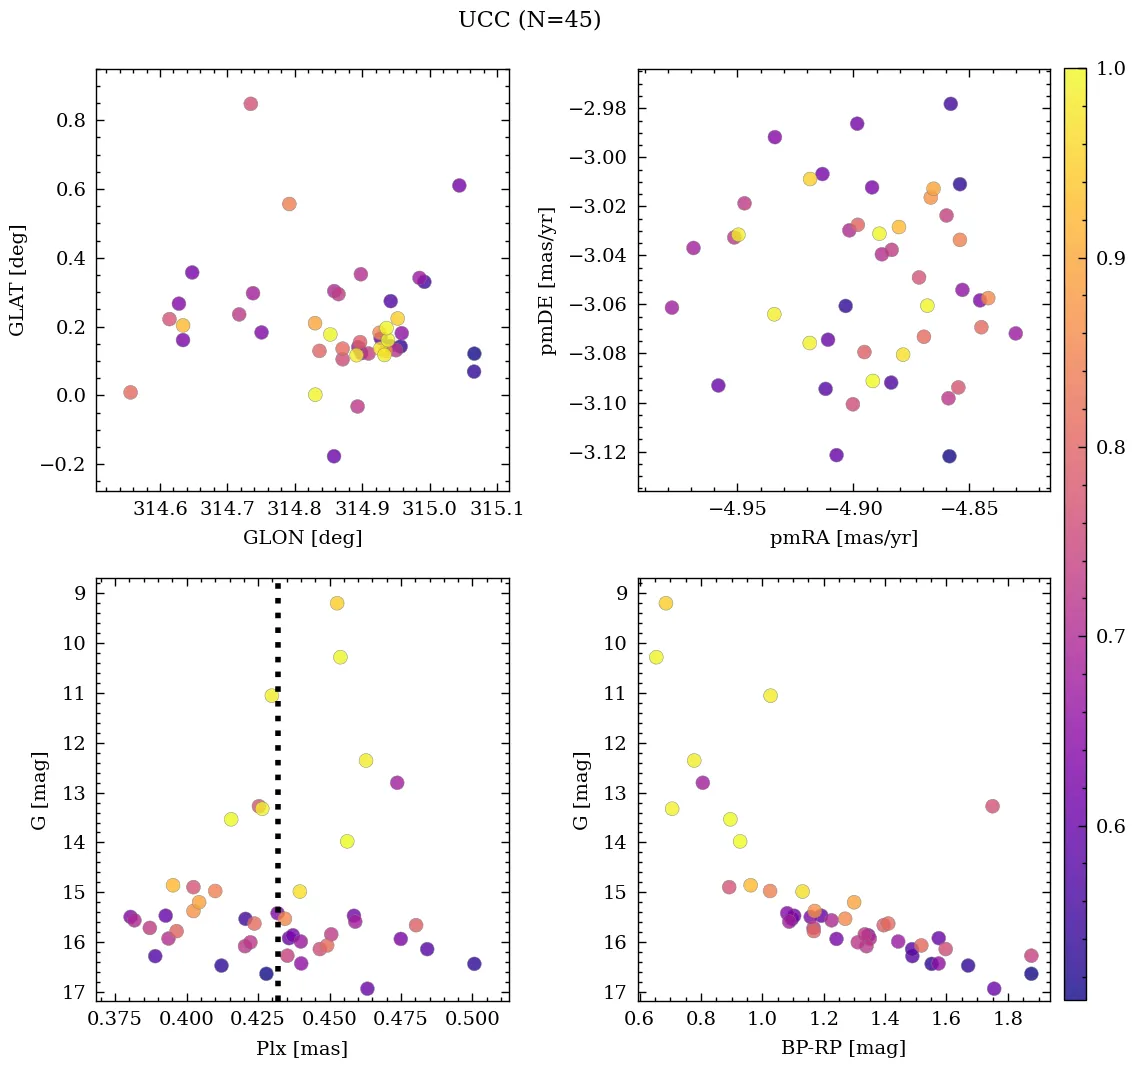 UCC (N=45)
0.8
0.6
0.4
0.2
0.0
−0.2
GLAT [deg]
314.6 314.7 314.8 314.9 315.0 315.1
GLON [deg]
−2.98
−3.00
−3.02
−3.04
−3.06
−3.08
−3.10
−3.12
pmDE [mas/yr]
−4.95 −4.90 −4.85
pmRA [mas/yr]
1.0
0.9
0.8
0.7
0.6
9
10
11
12
13
14
15
16
17
G [mag]
0.375 0.400 0.425 0.450 0.475 0.500
Plx [mas]
9
10
11
12
13
14
15
16
17
G [mag]
0.6 0.8 1.0 1.2 1.4 1.6 1.8
BP-RP [mag]